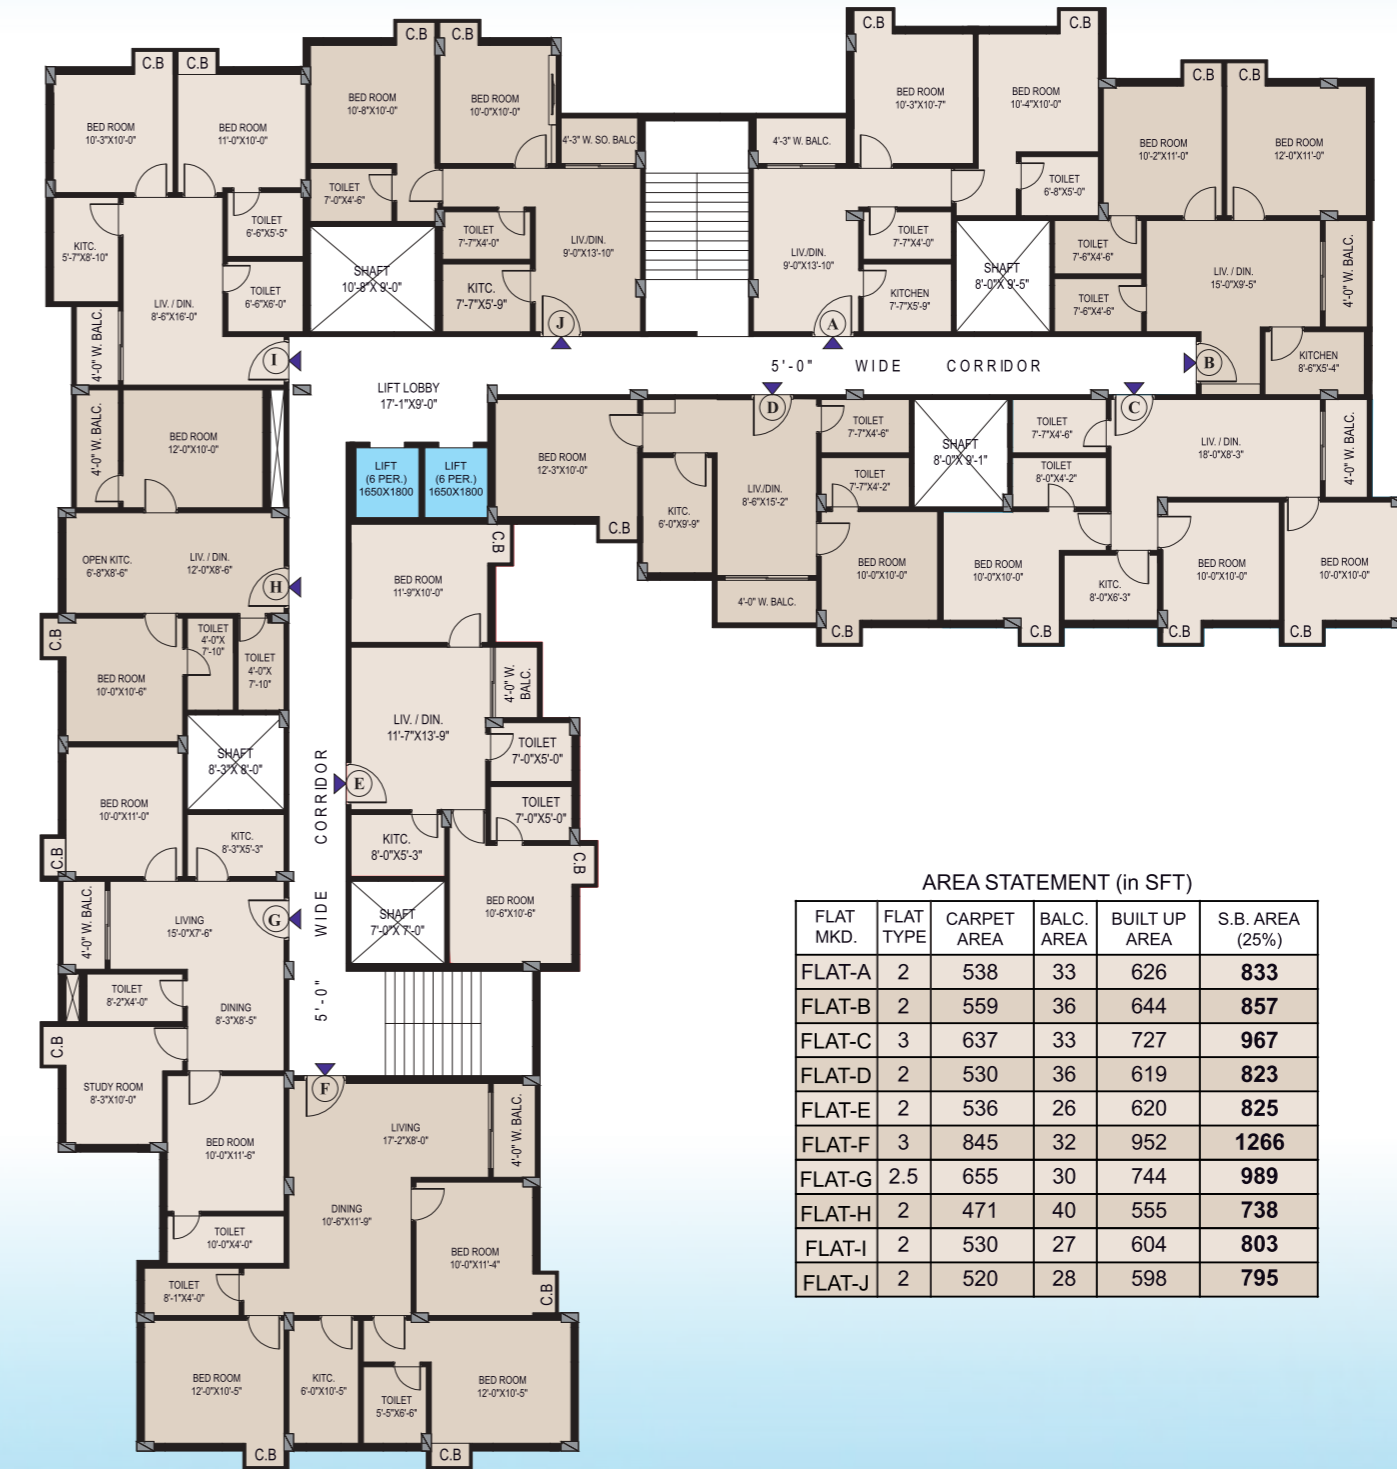 C.B
C.B
BED ROOM
10'-3"X10'-0"
BED ROOM
11'-0"X10'-0"
TOILET
6'-6"X5'-5"
KITC.
5'-7"X8'-10"
TOILET
6'-6"X6'-0"
LIV. / DIN.
8'-6"X16'-0"
4'-0" W. BALC.
I
C.B
C.B
BED ROOM
10'-8"X10'-0"
BED ROOM
10'-0"X10'-0"
4'-3" W. SO. BALC.
TOILET
7'-0"X4'-6"
TOILET
7'-7"X4'-0"
LIV./DIN.
9'-0"X13'-10"
SHAFT
10'-8"X 9'-0"
KITC.
7'-7"X5'-9"
J
C.B
C.B
BED ROOM
10'-3"X10'-7"
BED ROOM
10'-4"X10'-0"
4'-3" W. BALC.
TOILET
6'-8"X5'-0"
TOILET
7'-7"X4'-0"
LIV./DIN.
9'-0"X13'-10"
KITCHEN
7'-7"X5'-9"
SHAFT
8'-0"X 9'-5"
A
C.B
C.B
BED ROOM
10'-2"X11'-0"
BED ROOM
12'-0"X11'-0"
TOILET
7'-6"X4'-6"
TOILET
7'-6"X4'-6"
LIV. / DIN.
15'-0"X9'-5"
4'-0" W. BALC.
KITCHEN
8'-6"X5'-4"
B
5'-0" WIDE CORRIDOR
LIFT LOBBY
17'-1"X9'-0"
LIFT
(6 PER.)
1650X1800
LIFT
(6 PER.)
1650X1800
4'-0" W. BALC.
BED ROOM
12'-0"X10'-0"
OPEN KITC.
6'-8"X8'-6"
LIV. / DIN.
12'-0"X8'-6"
H
C.B
TOILET
4'-0"X
7'-10"
TOILET
4'-0"X
7'-10"
BED ROOM
10'-0"X10'-6"
SHAFT
8'-3"X 8'-0"
D
BED ROOM
12'-3"X10'-0"
C.B
KITC.
6'-0"X9'-9"
LIV./DIN.
8'-6"X15'-2"
TOILET
7'-7"X4'-6"
TOILET
7'-7"X4'-2"
BED ROOM
10'-0"X10'-0"
4'-0" W. BALC.
C.B
SHAFT
8'-0"X 9'-1"
C
TOILET
7'-7"X4'-6"
TOILET
8'-0"X4'-2"
LIV. / DIN.
18'-0"X8'-3"
4'-0" W. BALC.
BED ROOM
10'-0"X10'-0"
KITC.
8'-0"X6'-3"
BED ROOM
10'-0"X10'-0"
BED ROOM
10'-0"X10'-0"
C.B
C.B
C.B
C.B
BED ROOM
11'-9"X10'-0"
LIV. / DIN.
11'-7"X13'-9"
4'-0" W.
BALC.
TOILET
7'-0"X5'-0"
TOILET
7'-0"X5'-0"
E
KITC.
8'-0"X5'-3"
C.B
BED ROOM
10'-6"X10'-6"
SHAFT
7'-0"X 7'-0"
5'-0" WIDE CORRIDOR
BED ROOM
10'-0"X11'-0"
C.B
KITC.
8'-3"X5'-3"
4'-0" W. BALC.
LIVING
15'-0"X7'-6"
G
TOILET
8'-2"X4'-0"
DINING
8'-3"X8'-5"
C.B
STUDY ROOM
8'-3"X10'-0"
BED ROOM
10'-0"X11'-6"
TOILET
10'-0"X4'-0"
F
LIVING
17'-2"X8'-0"
4'-0" W. BALC.
DINING
10'-6"X11'-9"
BED ROOM
10'-0"X11'-4"
C.B
TOILET
8'-1"X4'-0"
BED ROOM
12'-0"X10'-5"
KITC.
6'-0"X10'-5"
TOILET
5'-5"X6'-6"
BED ROOM
12'-0"X10'-5"
C.B
C.B
AREA STATEMENT (in SFT)
FLAT MKD. FLAT TYPE CARPET AREA BALC. AREA BUILT UP AREA S.B. AREA (25%)
FLAT-A 2 538 33 626 833
FLAT-B 2 559 36 644 857
FLAT-C 3 637 33 727 967
FLAT-D 2 530 36 619 823
FLAT-E 2 536 26 620 825
FLAT-F 3 845 32 952 1266
FLAT-G 2.5 655 30 744 989
FLAT-H 2 471 40 555 738
FLAT-I 2 530 27 604 803
FLAT-J 2 520 28 598 795